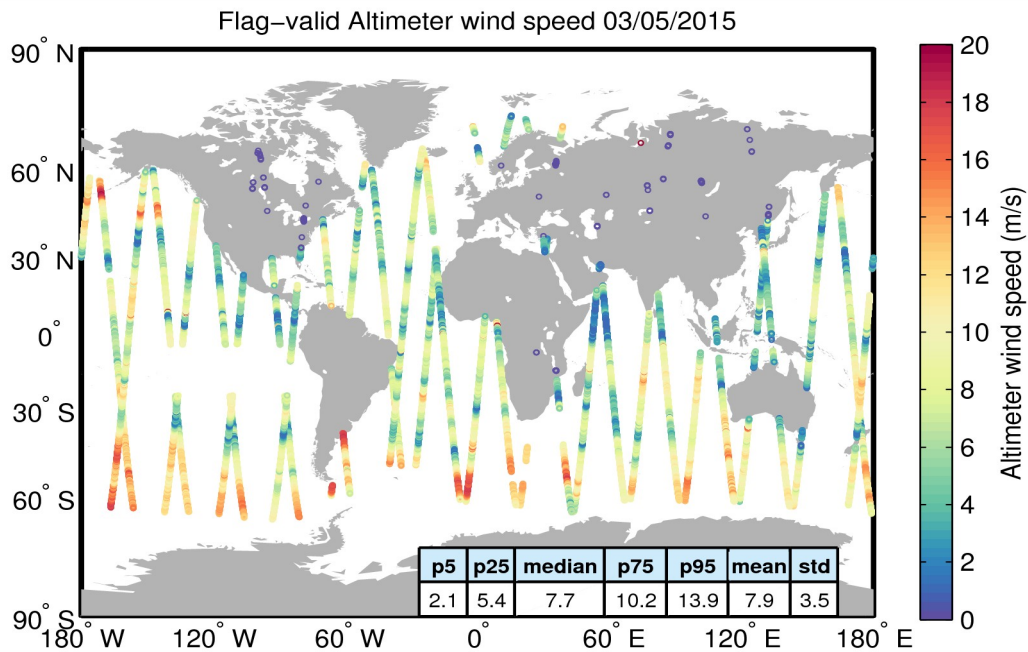 Flag−valid Altimeter wind speed 03/05/2015
90° N
60° N
30° N
0°
30° S
60° S
90° S
180° W
120° W
60° W
0°
60° E
120° E
180° E
p5 p25 median p75 p95 mean std
2.1 5.4 7.7 10.2 13.9 7.9 3.5
20
18
16
14
12
10
8
6
4
2
0
Altimeter wind speed (m/s)